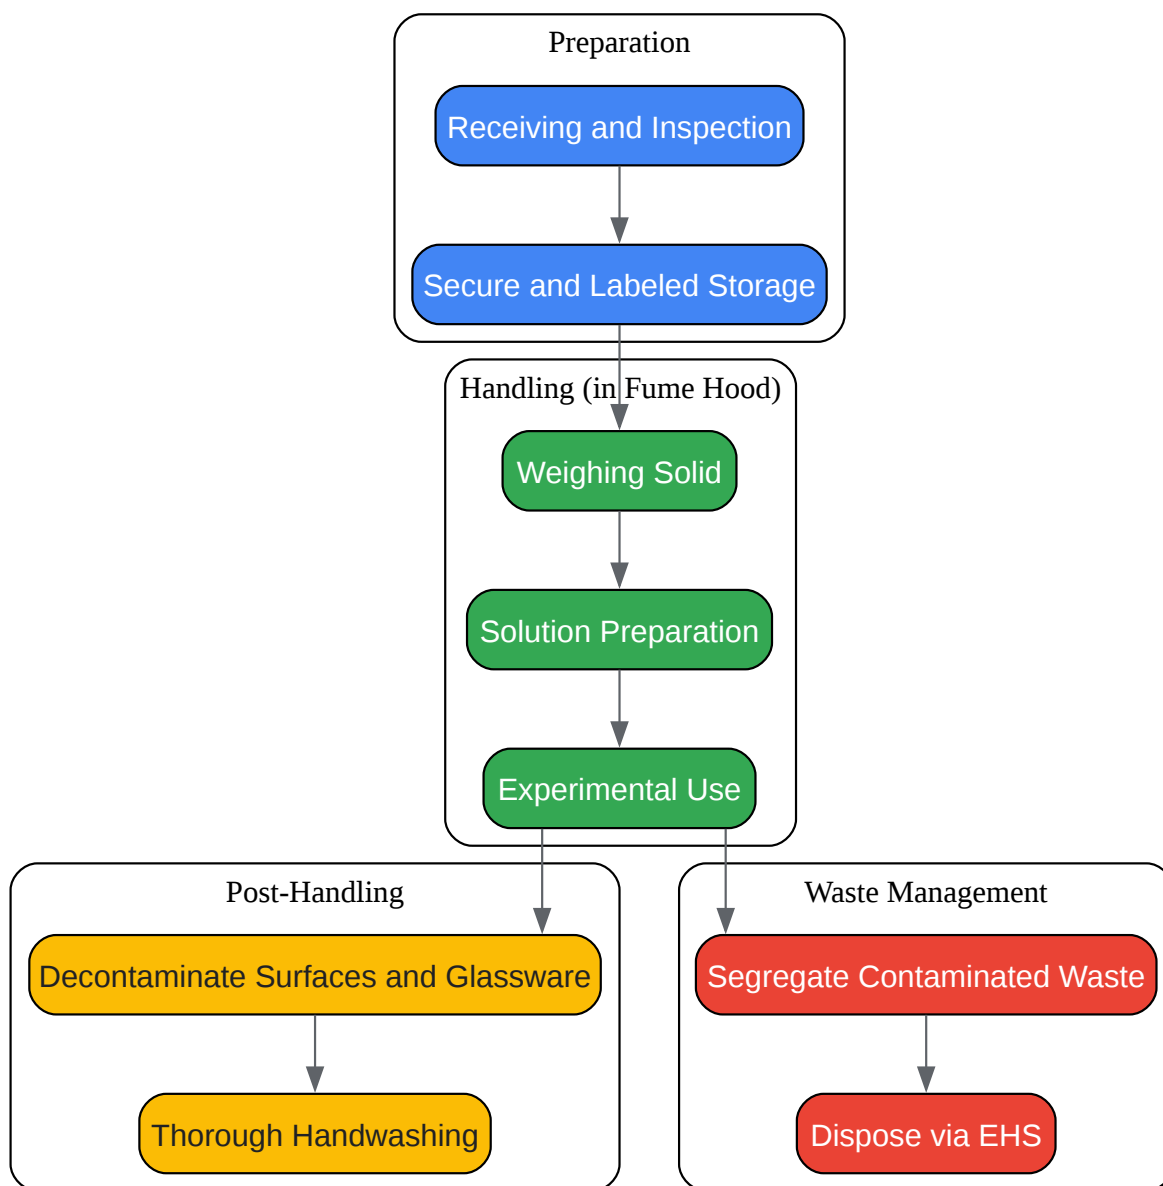 Preparation
Receiving and Inspection
Secure and Labeled Storage
Handling (in Fume Hood)
Weighing Solid
Solution Preparation
Experimental Use
Post-Handling
Decontaminate Surfaces and Glassware
Thorough Handwashing
Waste Management
Segregate Contaminated Waste
Dispose via EHS